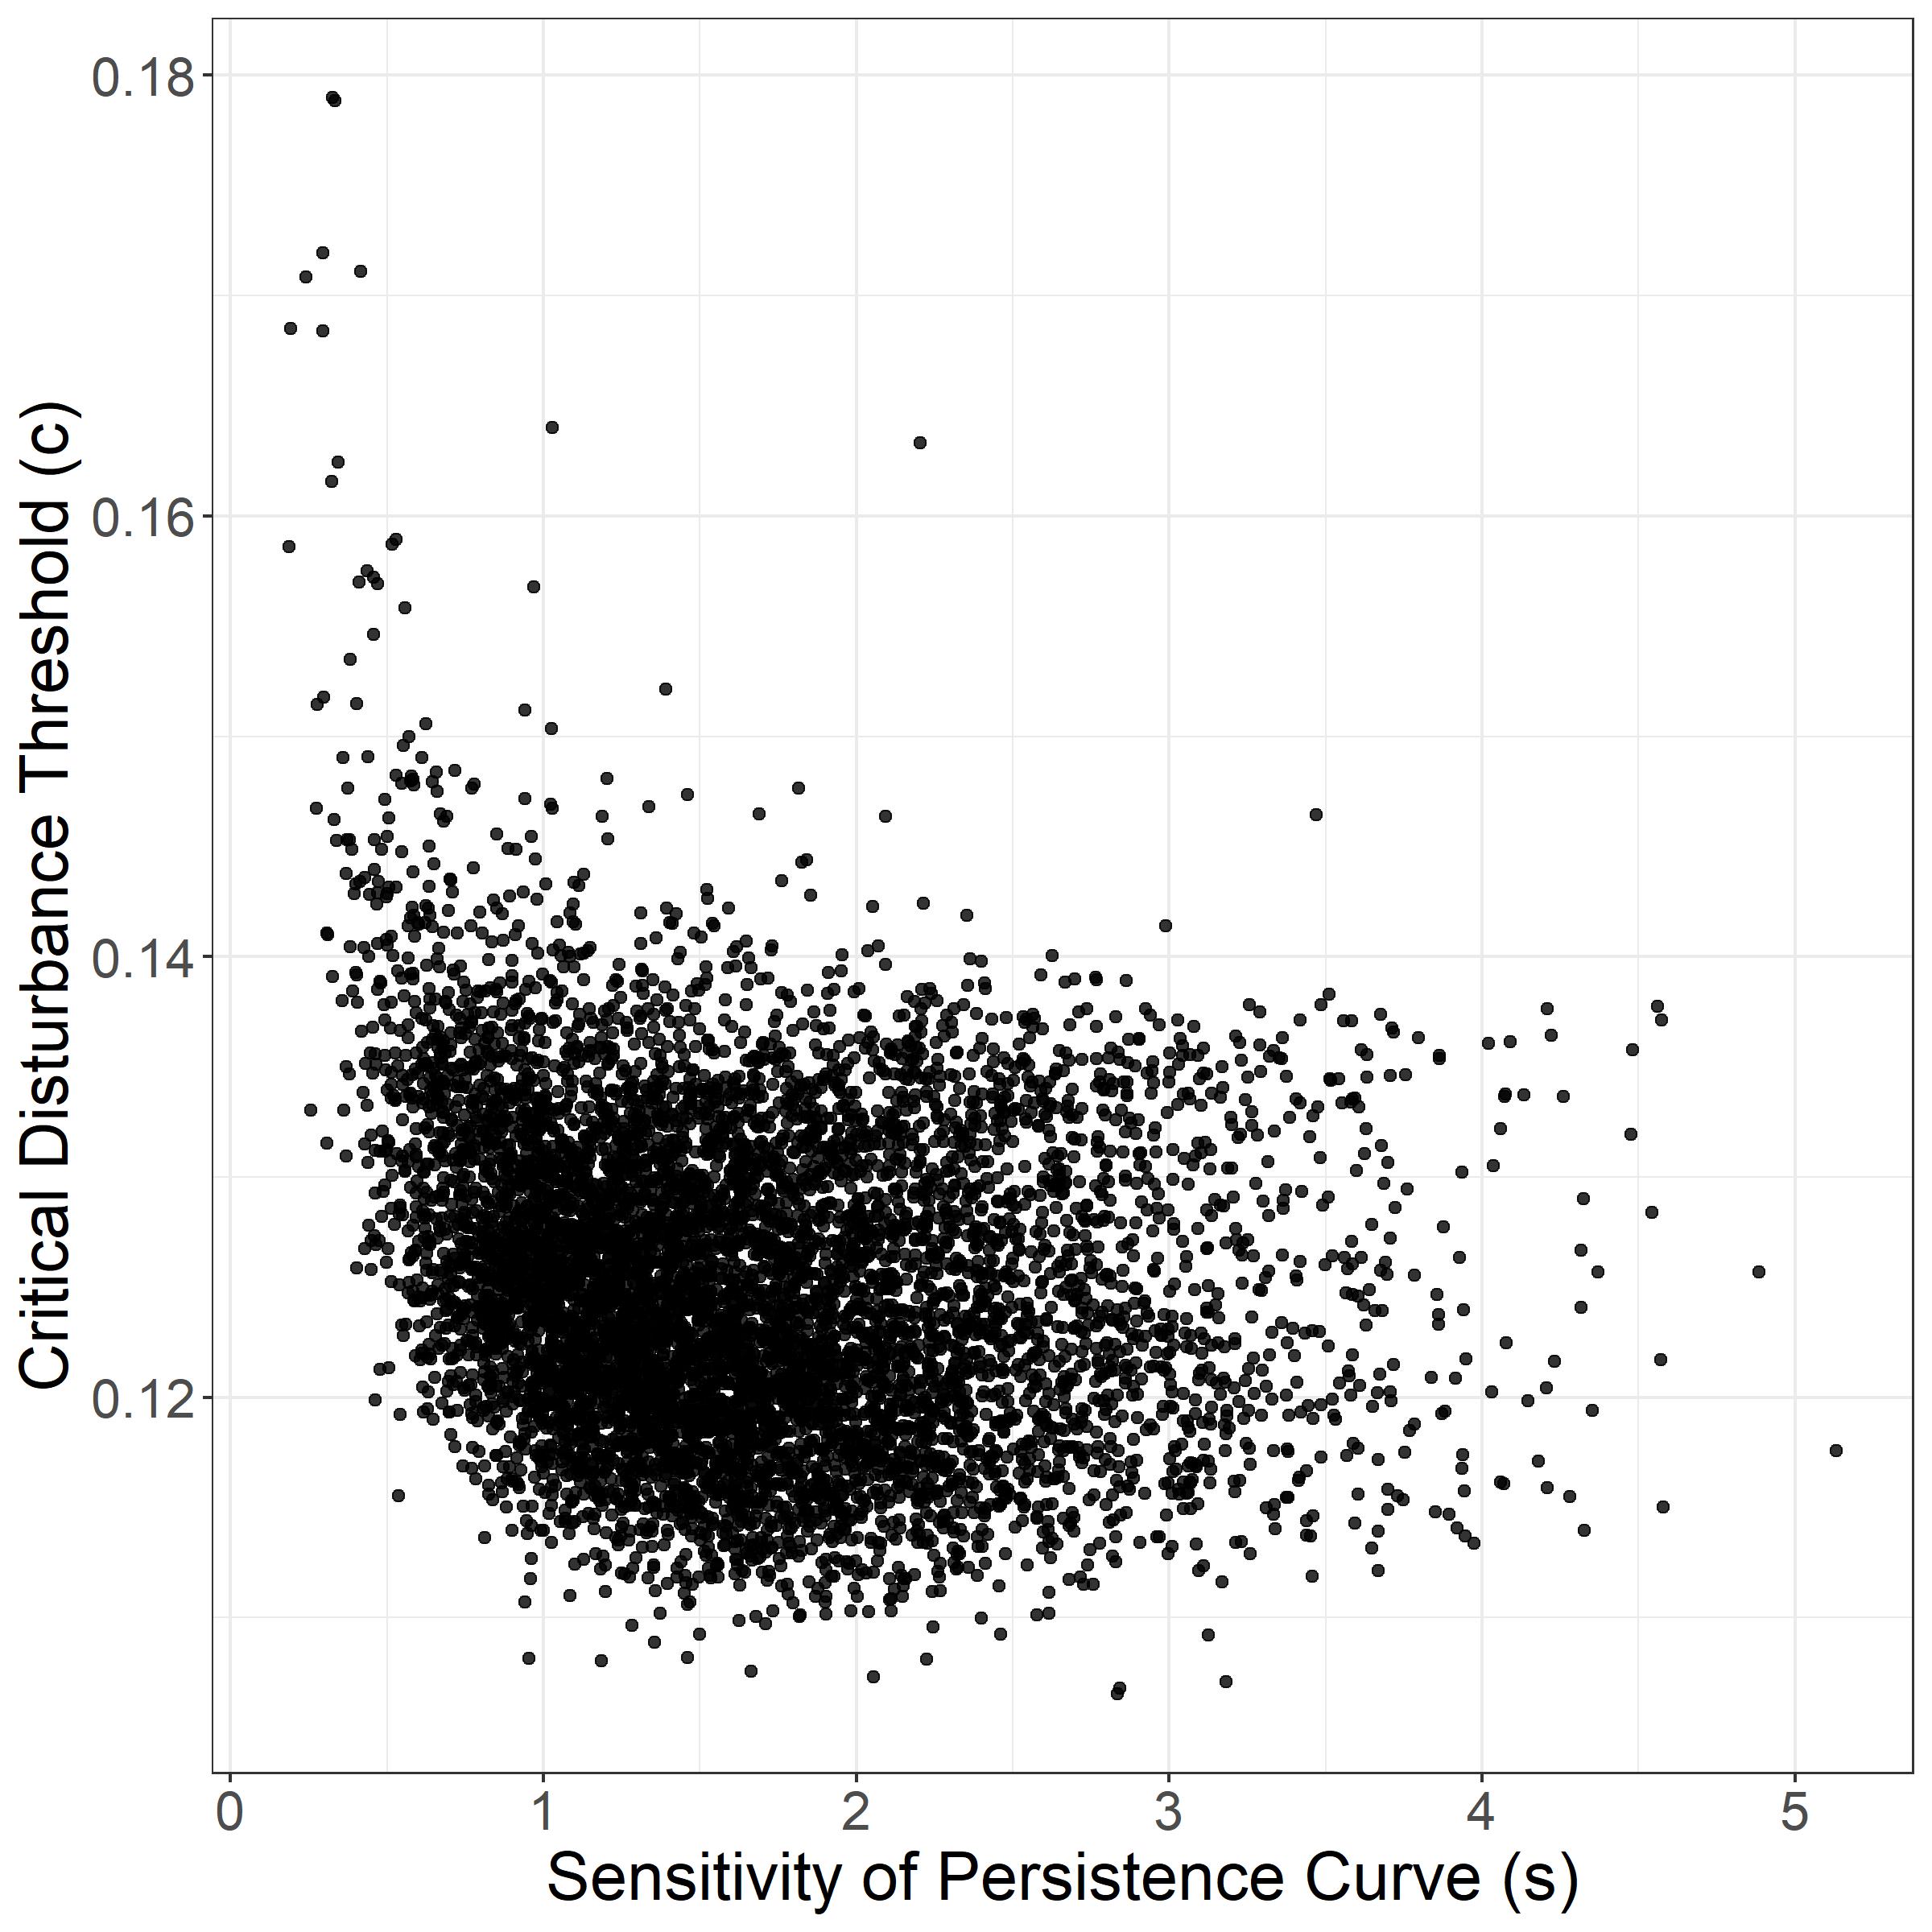 Critical Disturbance Threshold (c)
0.18
0.16
0.14
0.12
0 1 2 3 4 5
Sensitivity of Persistence Curve (s)